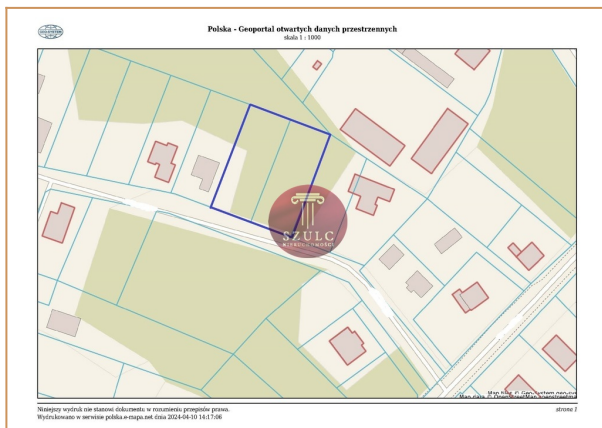 Polska - Geoportal otwartych danych przestrzennych
skala 1 : 1000
SZULC
NIERUCHOMOŚCI
Niniejszy wydruk nie stanowi dokumentu w rozumieniu przepisów prawa.
strona 1
Wydrukowano w serwisie polska.e-mapa.net dnia 2024-04-10 14:17:06